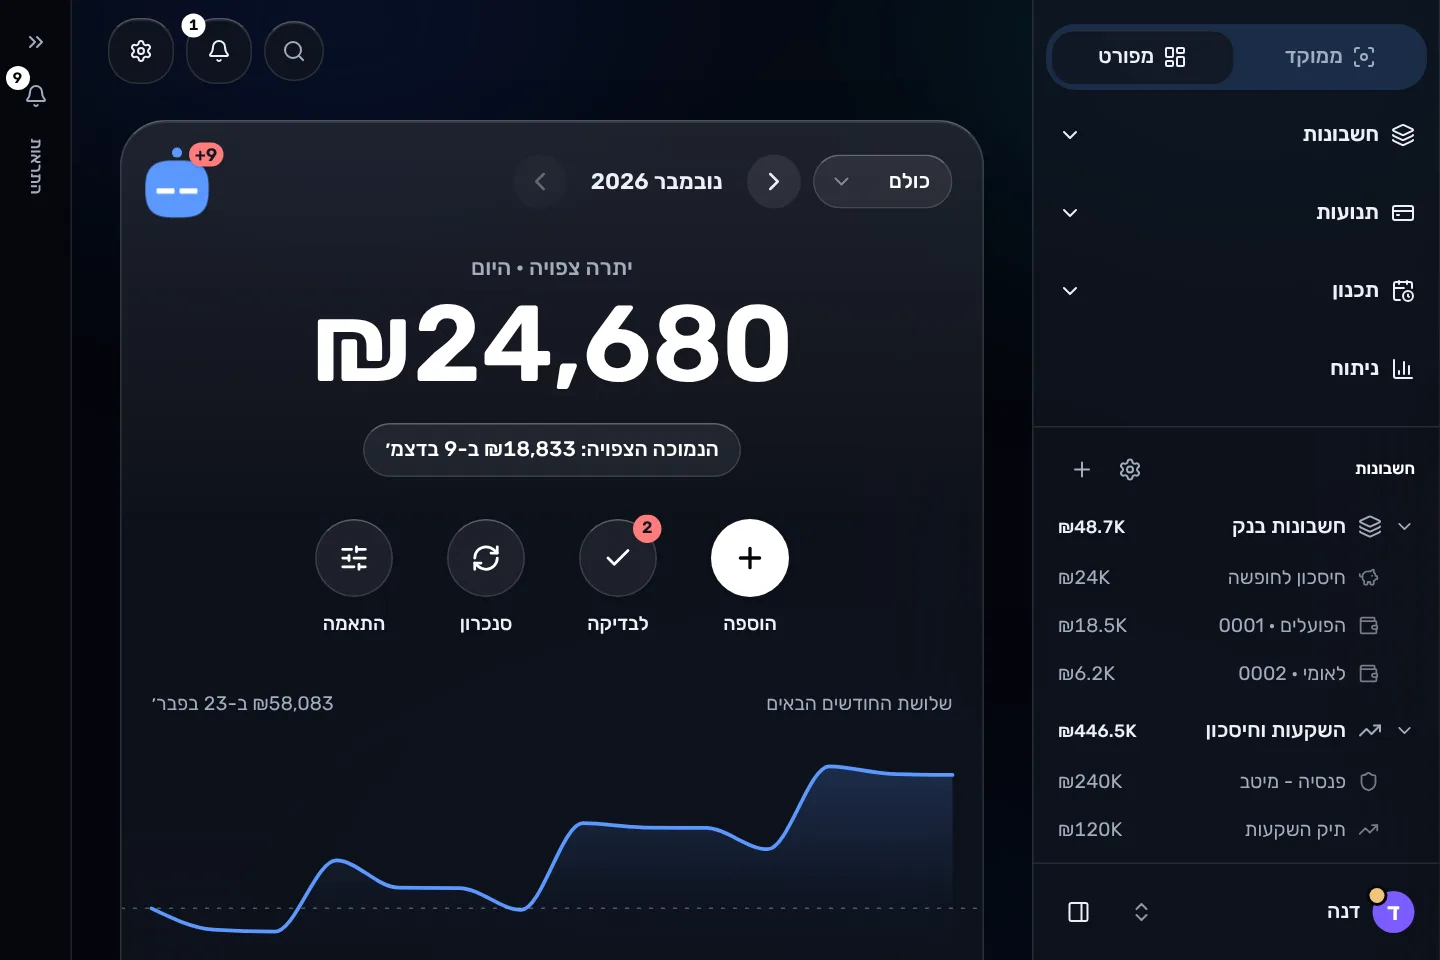 ממוקד
מפורט
חשבונות
תנועות
תכנון
ניתוח
חשבונות
חשבונות בנק ₪48.7K
חיסכון לחופשה ₪24K
הפועלים • 0001 ₪18.5K
לאומי • 0002 ₪6.2K
השקעות וחיסכון ₪446.5K
פנסיה - מיטב ₪240K
תיק השקעות ₪120K
ד דנה
1
כולם
נובמבר 2026
+9
יתרה צפויה • היום
₪24,680
הנמוכה הצפויה: ₪18,833 ב-9 בדצמ׳
2
הוספה
לבדיקה
סנכרון
התאמה
שלושת החודשים הבאים
₪58,083 ב-23 בפבר׳
9
התראות